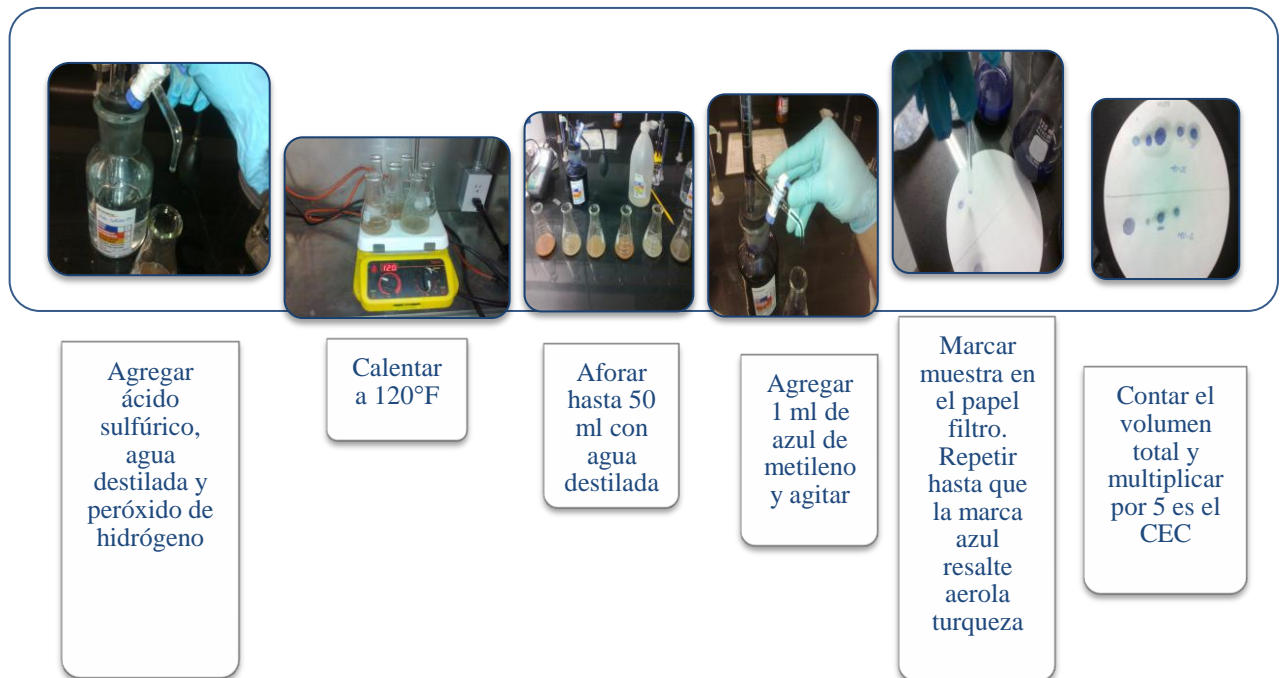 Agregar
ácido
sulfúrico,
agua
destilada y
peróxido de
hidrógeno
Calentar
a 120°F
Aforar
hasta 50
ml con
agua
destilada
Agregar
1 ml de
azul de
metileno
y agitar
Marcar
muestra en
el papel
filtro.
Repetir
hasta que
la marca
azul
resalte
aerola
turqueza
Contar el
volumen
total y
multiplicar
por 5 es el
CEC
120